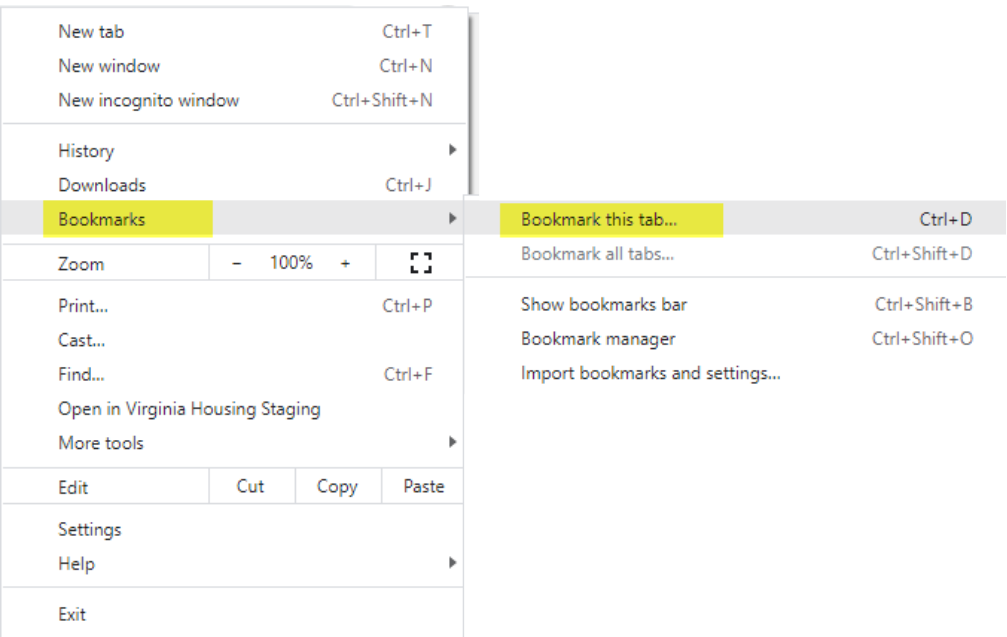 New tab Ctrl+T
New window Ctrl+N
New incognito window Ctrl+Shift+N
History
Downloads Ctrl+J
Bookmarks
Zoom - 100% +
Print... Ctrl+P
Cast...
Find... Ctrl+F
Open in Virginia Housing Staging
More tools
Edit Cut Copy Paste
Settings
Help
Exit
Bookmark this tab... Ctrl+D
Bookmark all tabs... Ctrl+Shift+D
Show bookmarks bar Ctrl+Shift+B
Bookmark manager Ctrl+Shift+O
Import bookmarks and settings...